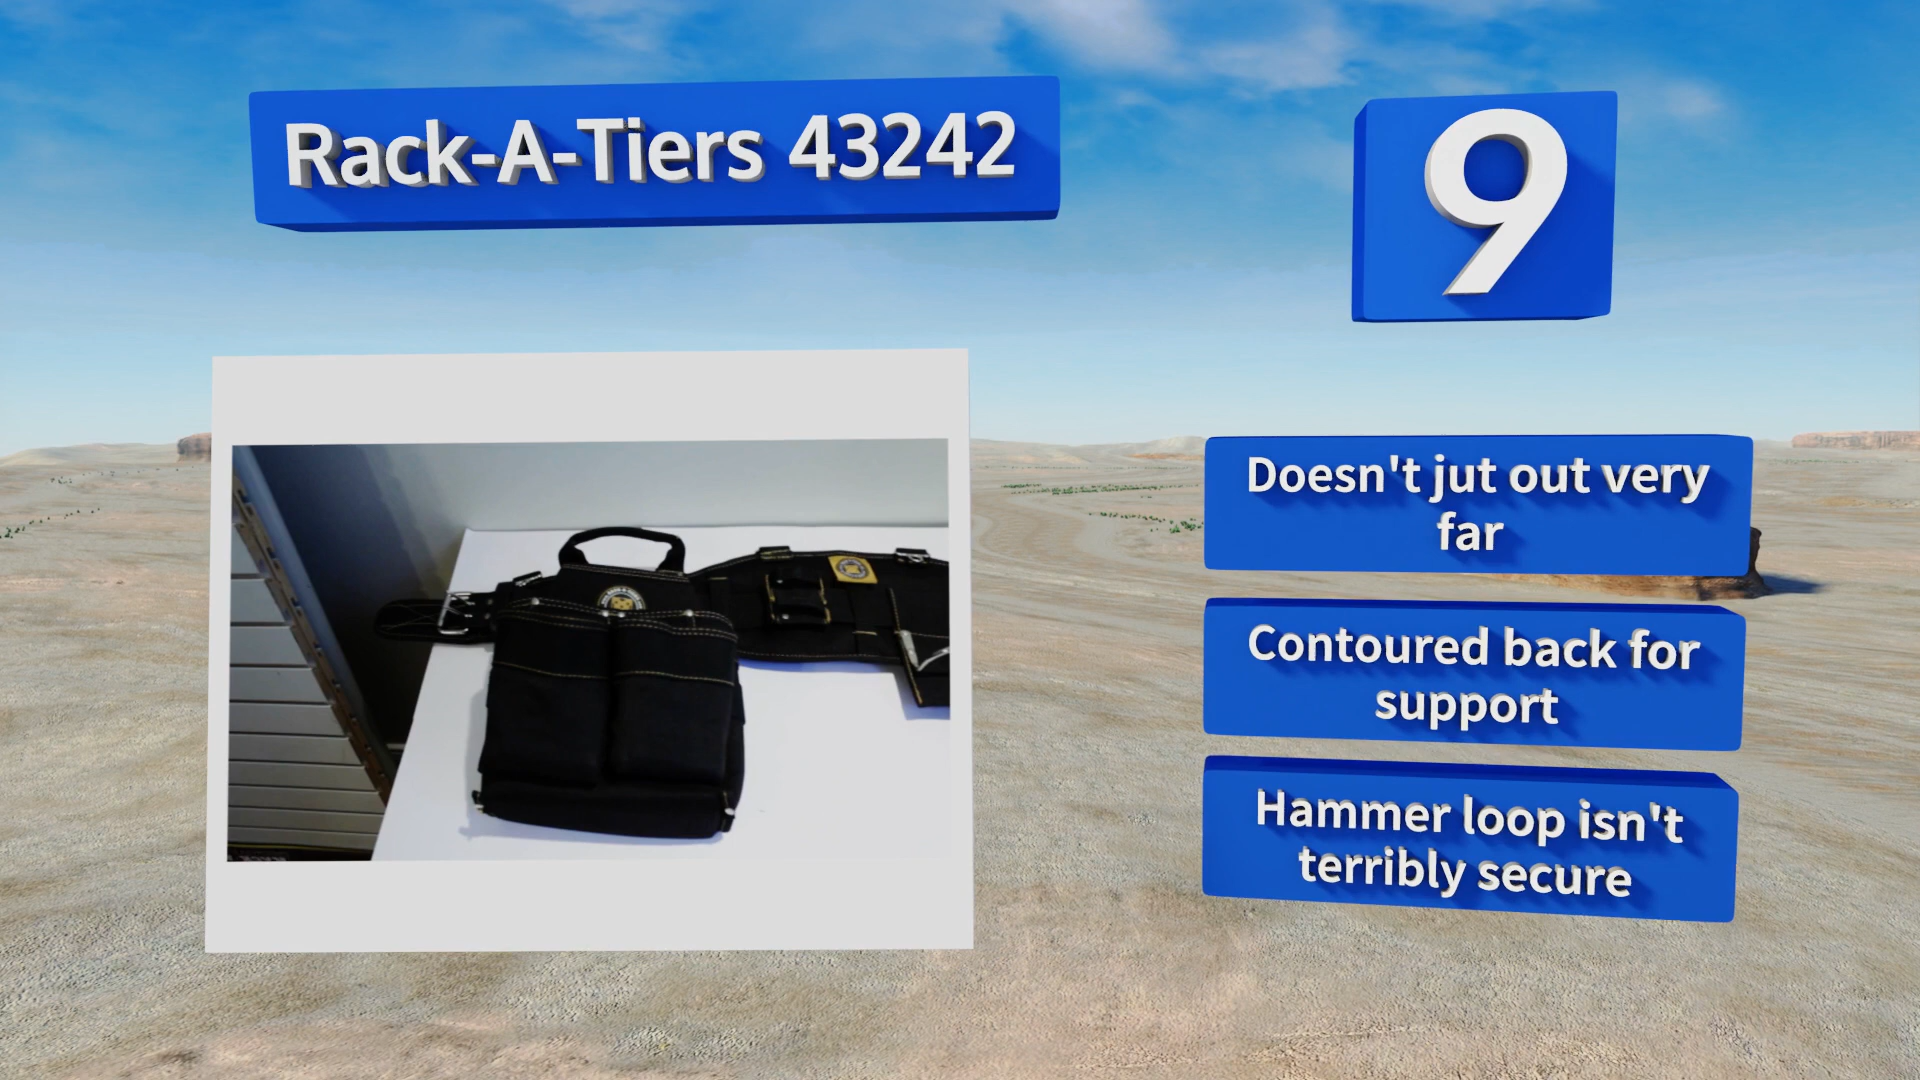 Rack-A-Tiers 43242
9
Doesn't jut out very
far
Contoured back for
support
Hammer loop isn't
terribly secure